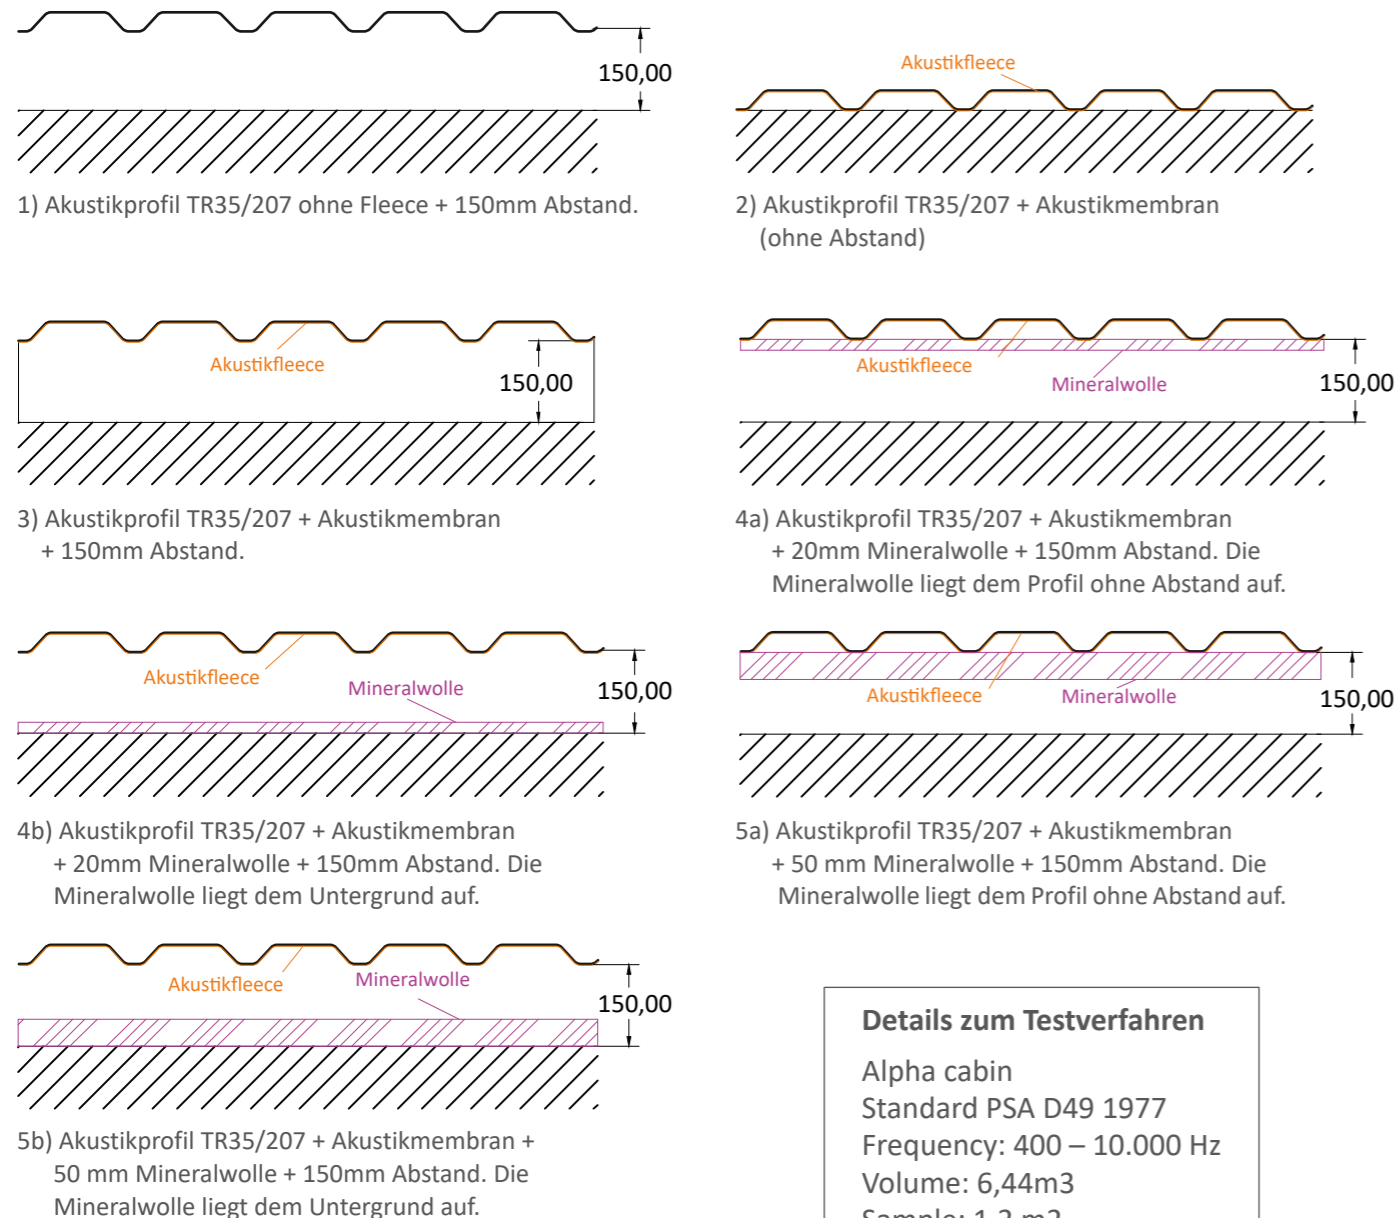 150,00
1) Akustikprofil TR35/207 ohne Fleece + 150mm Abstand.
Akustikfleece
2) Akustikprofil TR35/207 + Akustikmembran
(ohne Abstand)
Akustikfleece
150,00
3) Akustikprofil TR35/207 + Akustikmembran
+ 150mm Abstand.
Akustikfleece
Mineralwolle
150,00
4a) Akustikprofil TR35/207 + Akustikmembran
+ 20mm Mineralwolle + 150mm Abstand. Die
Mineralwolle liegt dem Profil ohne Abstand auf.
Akustikfleece
Mineralwolle
150,00
4b) Akustikprofil TR35/207 + Akustikmembran
+ 20mm Mineralwolle + 150mm Abstand. Die
Mineralwolle liegt dem Untergrund auf.
Akustikfleece
Mineralwolle
150,00
5a) Akustikprofil TR35/207 + Akustikmembran
+ 50 mm Mineralwolle + 150mm Abstand. Die
Mineralwolle liegt dem Profil ohne Abstand auf.
Akustikfleece
Mineralwolle
150,00
5b) Akustikprofil TR35/207 + Akustikmembran +
50 mm Mineralwolle + 150mm Abstand. Die
Mineralwolle liegt dem Untergrund auf.
Details zum Testverfahren
Alpha cabin
Standard PSA D49 1977
Frequency: 400 – 10.000 Hz
Volume: 6,44m3
Sample: 1,2 m2